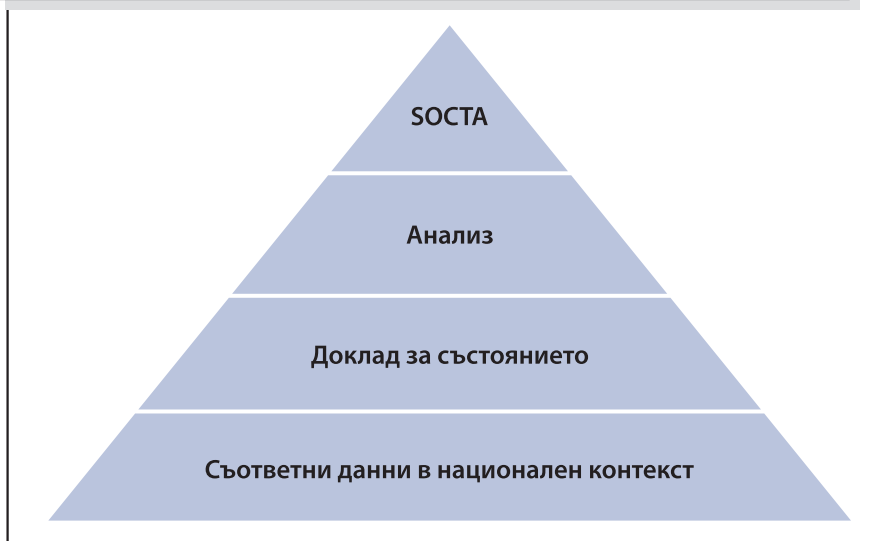 SOCTA
Анализ
Доклад за състоянието
Съответни данни в национален контекст